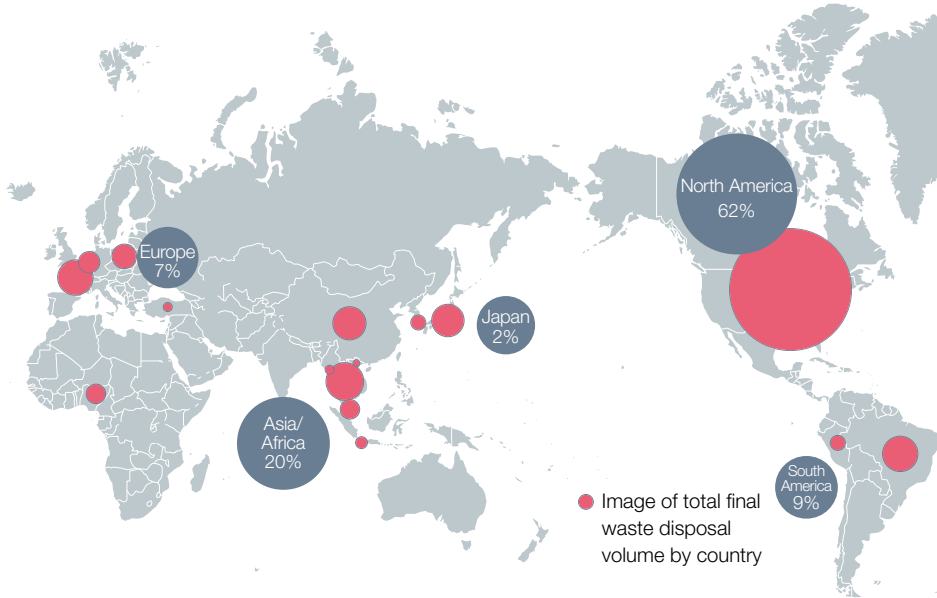 North America
62%
Europe
7%
Japan
2%
Asia/
Africa
20%
South
America
9%
Image of total final
waste disposal
volume by country